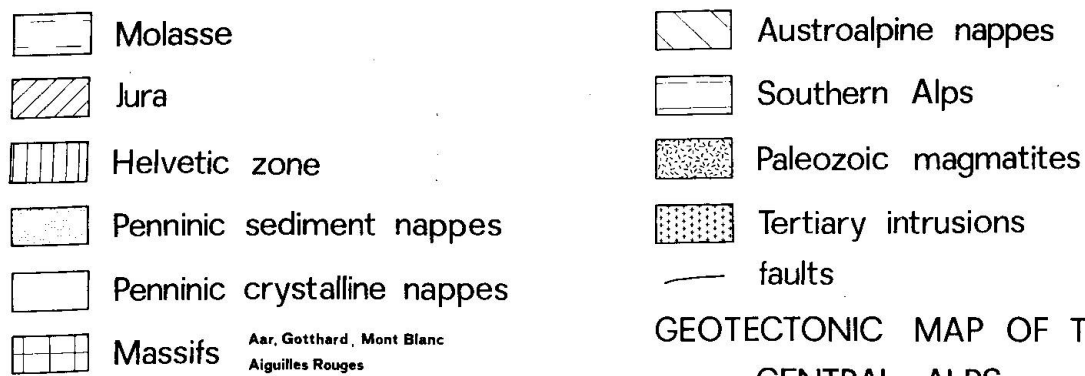 Molasse
Jura
Helvetic zone
Penninic sediment nappes
Penninic crystalline nappes
Massifs Aar, Gotthard, Mont Blanc
Aiguilles Rouges
Austroalpine nappes
Southern Alps
Paleozoic magmatites
Tertiary intrusions
faults
GEOTECTONIC MAP OF T
CENTRAL ALPS